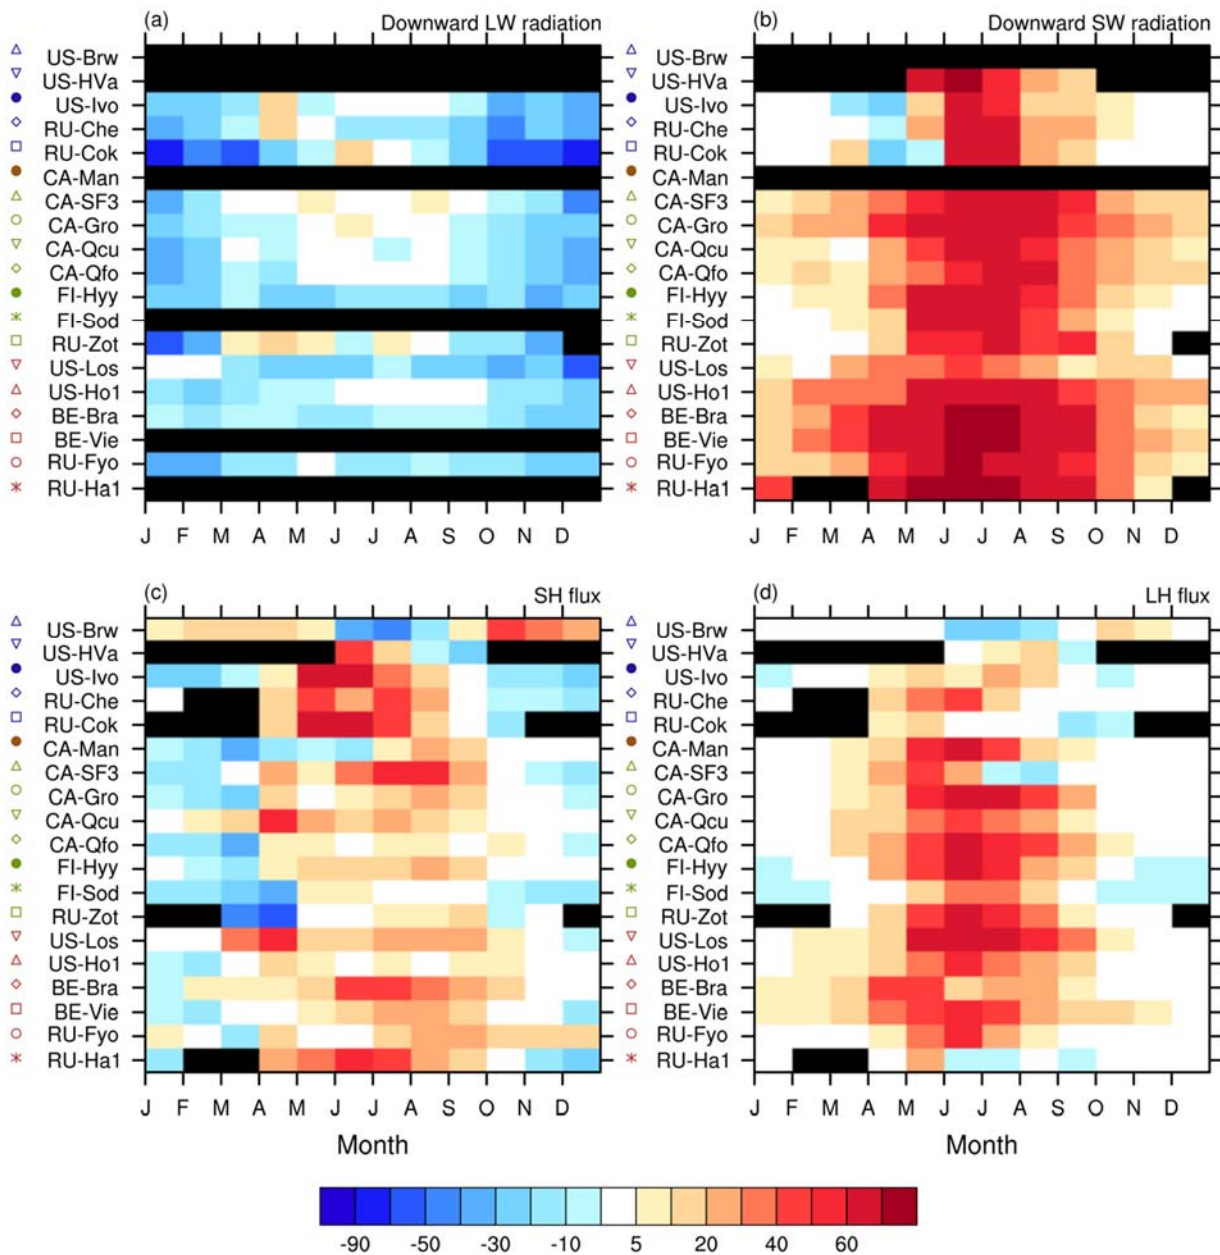 (a) Downward LW radiation
US-Brw
US-HVa
US-Ivo
RU-Che
RU-Cok
CA-Man
CA-SF3
CA-Gro
CA-Qcu
CA-Qfo
FI-Hyy
FI-Sod
RU-Zot
US-Los
US-Ho1
BE-Bra
BE-Vie
RU-Fyo
RU-Ha1
J F M A M J J A S O N D
(b) Downward SW radiation
US-Brw
US-HVa
US-Ivo
RU-Che
RU-Cok
CA-Man
CA-SF3
CA-Gro
CA-Qcu
CA-Qfo
FI-Hyy
FI-Sod
RU-Zot
US-Los
US-Ho1
BE-Bra
BE-Vie
RU-Fyo
RU-Ha1
J F M A M J J A S O N D
(c) SH flux
US-Brw
US-HVa
US-Ivo
RU-Che
RU-Cok
CA-Man
CA-SF3
CA-Gro
CA-Qcu
CA-Qfo
FI-Hyy
FI-Sod
RU-Zot
US-Los
US-Ho1
BE-Bra
BE-Vie
RU-Fyo
RU-Ha1
J F M A M J J A S O N D
Month
(d) LH flux
US-Brw
US-HVa
US-Ivo
RU-Che
RU-Cok
CA-Man
CA-SF3
CA-Gro
CA-Qcu
CA-Qfo
FI-Hyy
FI-Sod
RU-Zot
US-Los
US-Ho1
BE-Bra
BE-Vie
RU-Fyo
RU-Ha1
J F M A M J J A S O N D
Month
-90 -50 -30 -10 5 20 40 60